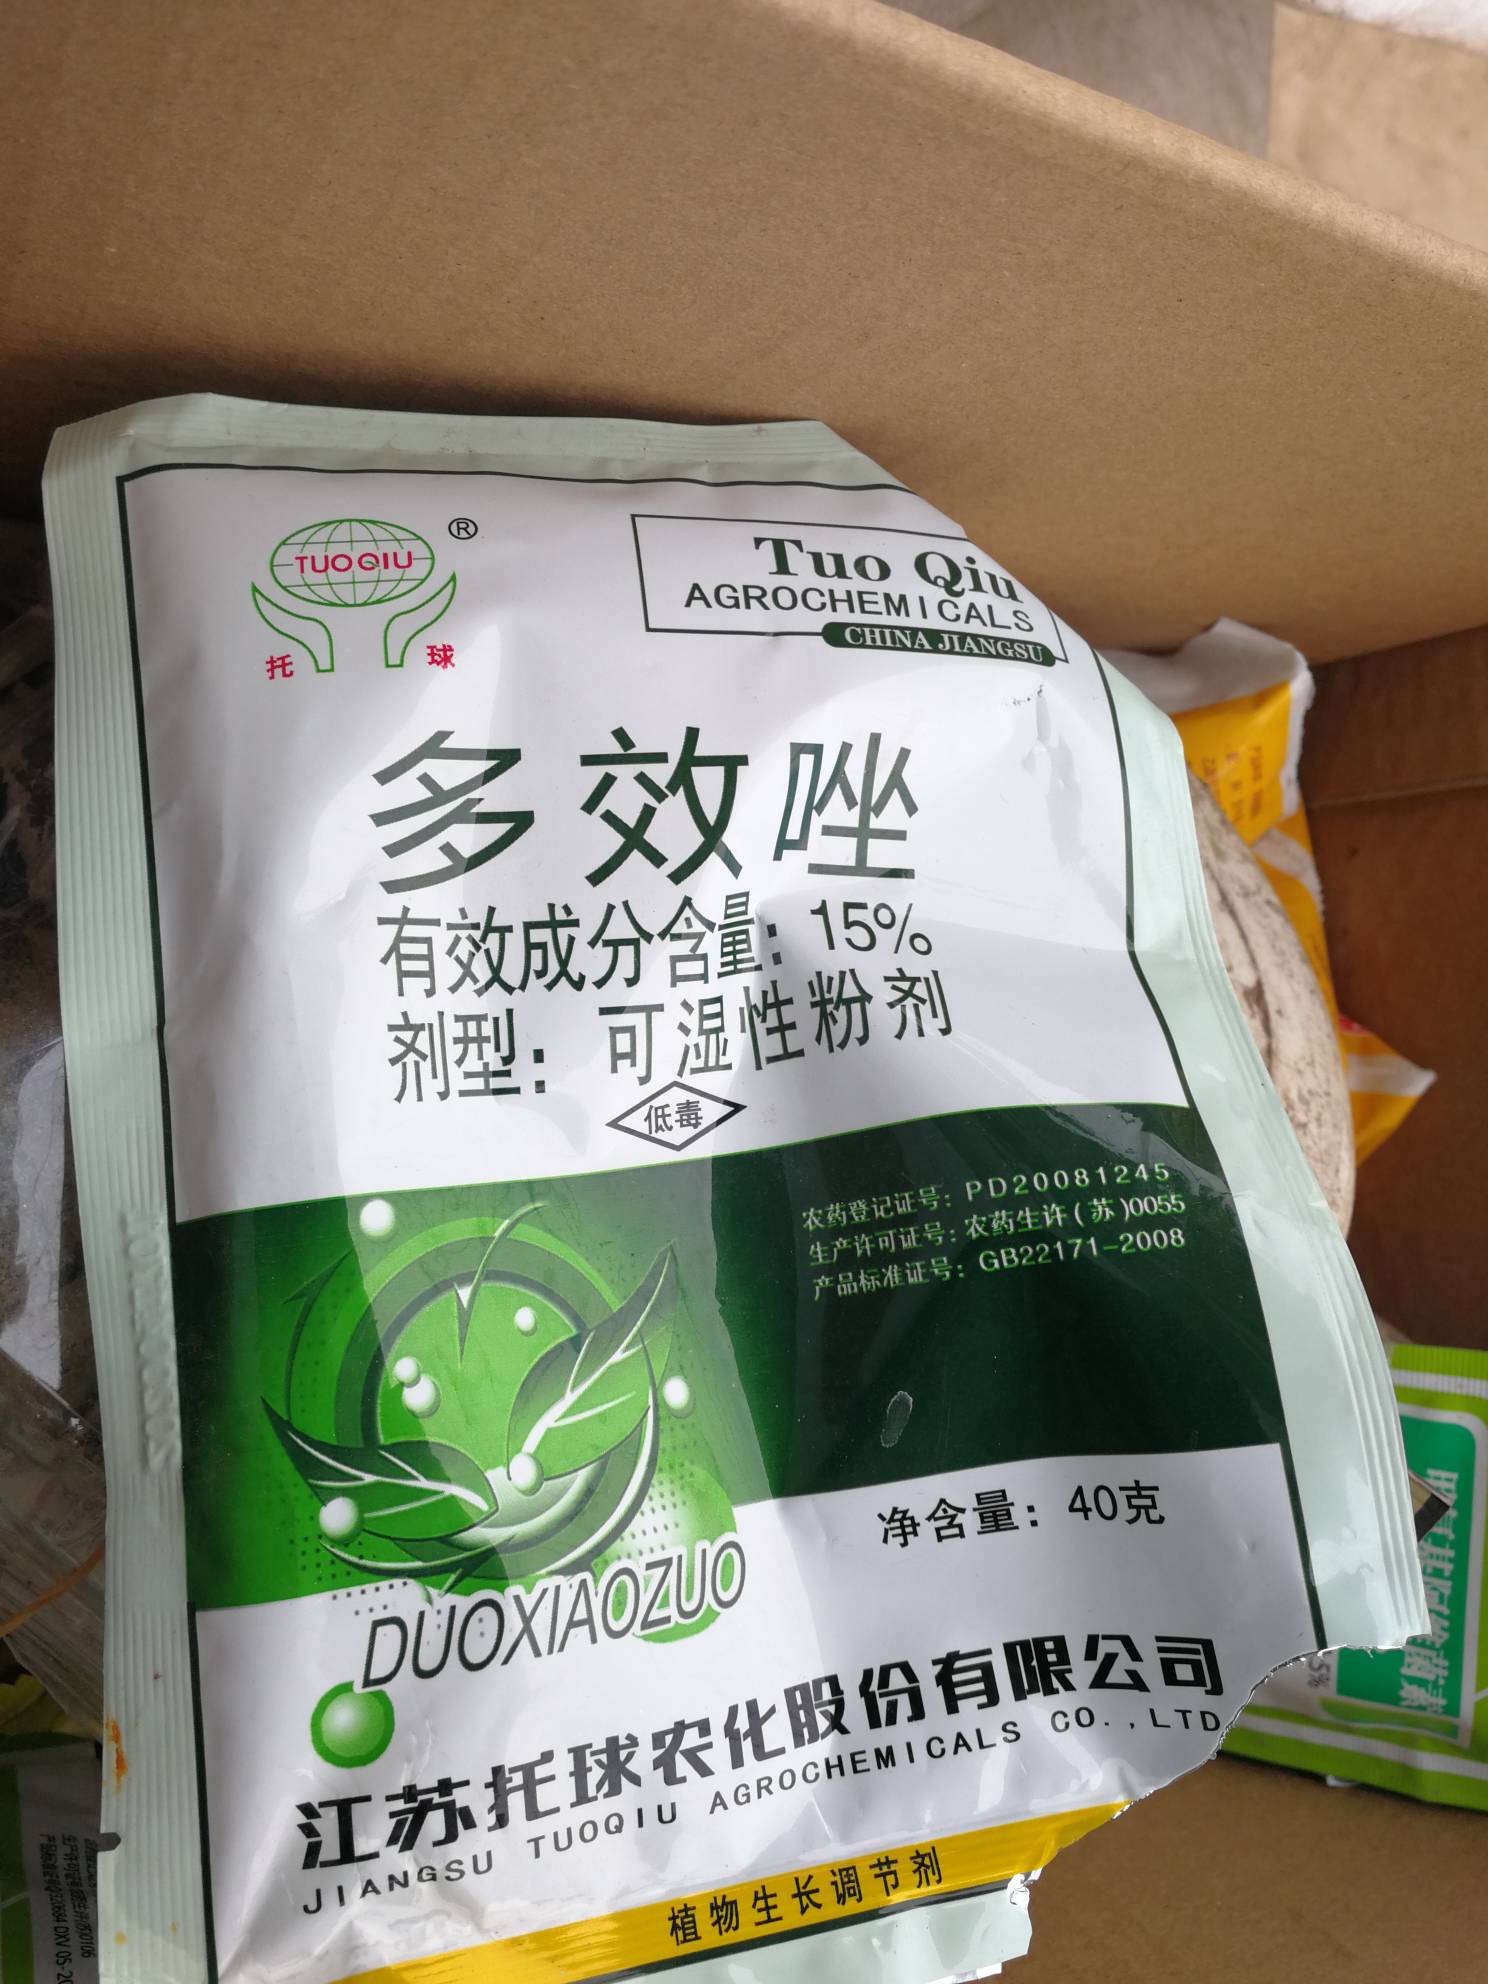 TUOQIU
®
托 球
Tuo Qiu
AGROCHEMICALS
CHINA JIANGSU
多效唑
有效成分含量：15%
剂型：可湿性粉剂
低毒
农药登记证号：PD20081245
生产许可证号：农药生许(苏)0055
产品标准证号：GB22171-2008
净含量：40克
DUOXIAOZUO
江苏托球农化股份有限公司
JIANGSU TUOQIU AGROCHEMICALS CO.,LTD
植物生长调节剂
5%